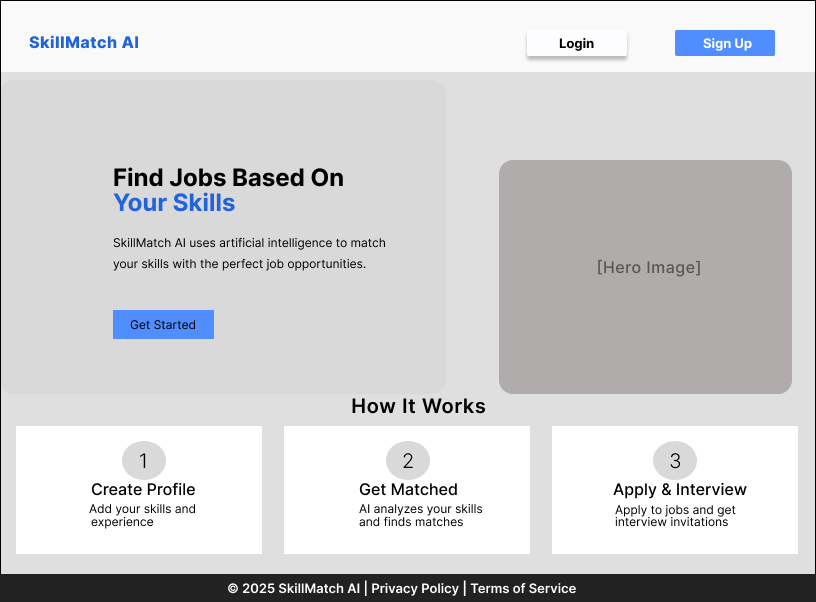 SkillMatch AI
Login
Sign Up
Find Jobs Based On
Your Skills
SkillMatch AI uses artificial intelligence to match
your skills with the perfect job opportunities.
Get Started
[Hero Image]
How It Works
1
Create Profile
Add your skills and
experience
2
Get Matched
AI analyzes your skills
and finds matches
3
Apply & Interview
Apply to jobs and get
interview invitations
© 2025 SkillMatch AI | Privacy Policy | Terms of Service